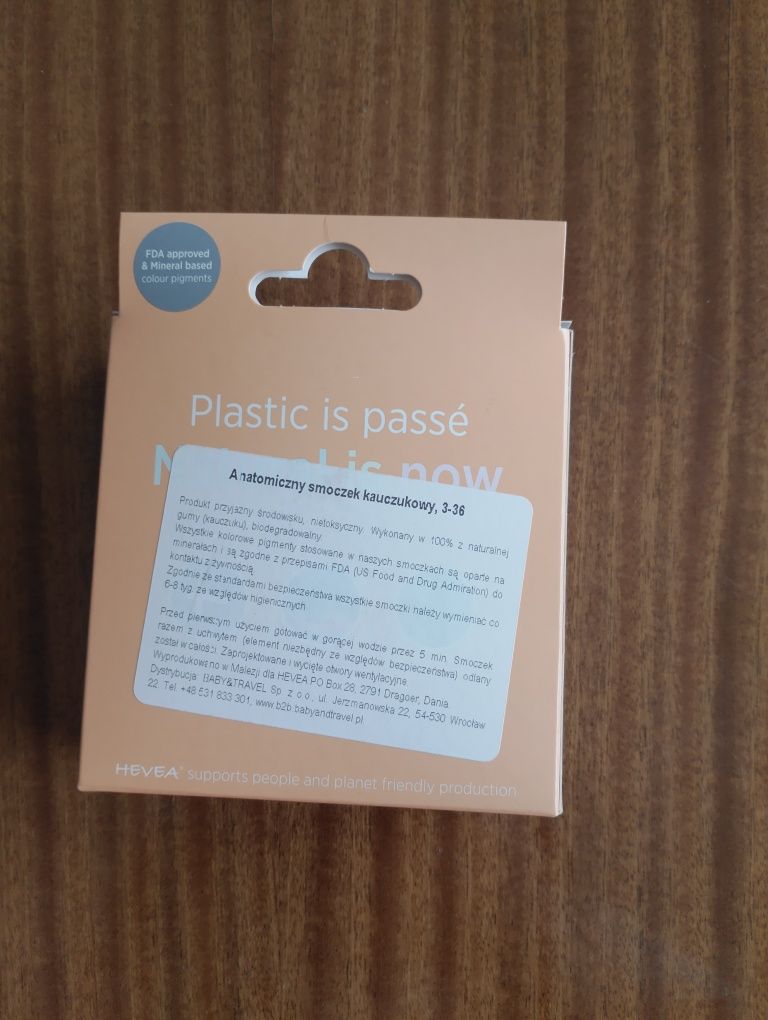 FDA approved
& Mineral based
colour pigments
Plastic is passé
Natural is now
Anatomiczny smoczek kauczukowy, 3-36
Produkt przyjazny środowisku, nietoksyczny. Wykonany w 100% z naturalnej
gumy (kauczuku), biodegradowalny
Wszystkie kolorowe pigmenty stosowane w naszych smoczkach są oparte na
minerałach i są zgodne z przepisami FDA (US Food and Drug Admiration) do
kontaktu z żywnością.
Zgodnie ze standardami bezpieczeństwa wszystkie smoczki należy wymieniać co
6-8 tyg. ze względów higienicznych.
Przed pierwszym użyciem gotować w gorącej wodzie przez 5 min. Smoczek
razem z uchwytem (element niezbędny ze względów bezpieczeństwa) odlany
został w całości. Zaprojektowane i wycięte otwory wentylacyjne.
Wyprodukowano w Malezji dla HEVEA PO Box 28, 2791 Dragoer, Dania.
Dystrybucja: BABY&TRAVEL Sp. z o.o., ul. Jerzmanowska 22, 54-530 Wrocław
22. Tel. +48 531 833 301, www.b2b.babyandtravel.pl
HEVEA® supports people and planet friendly production